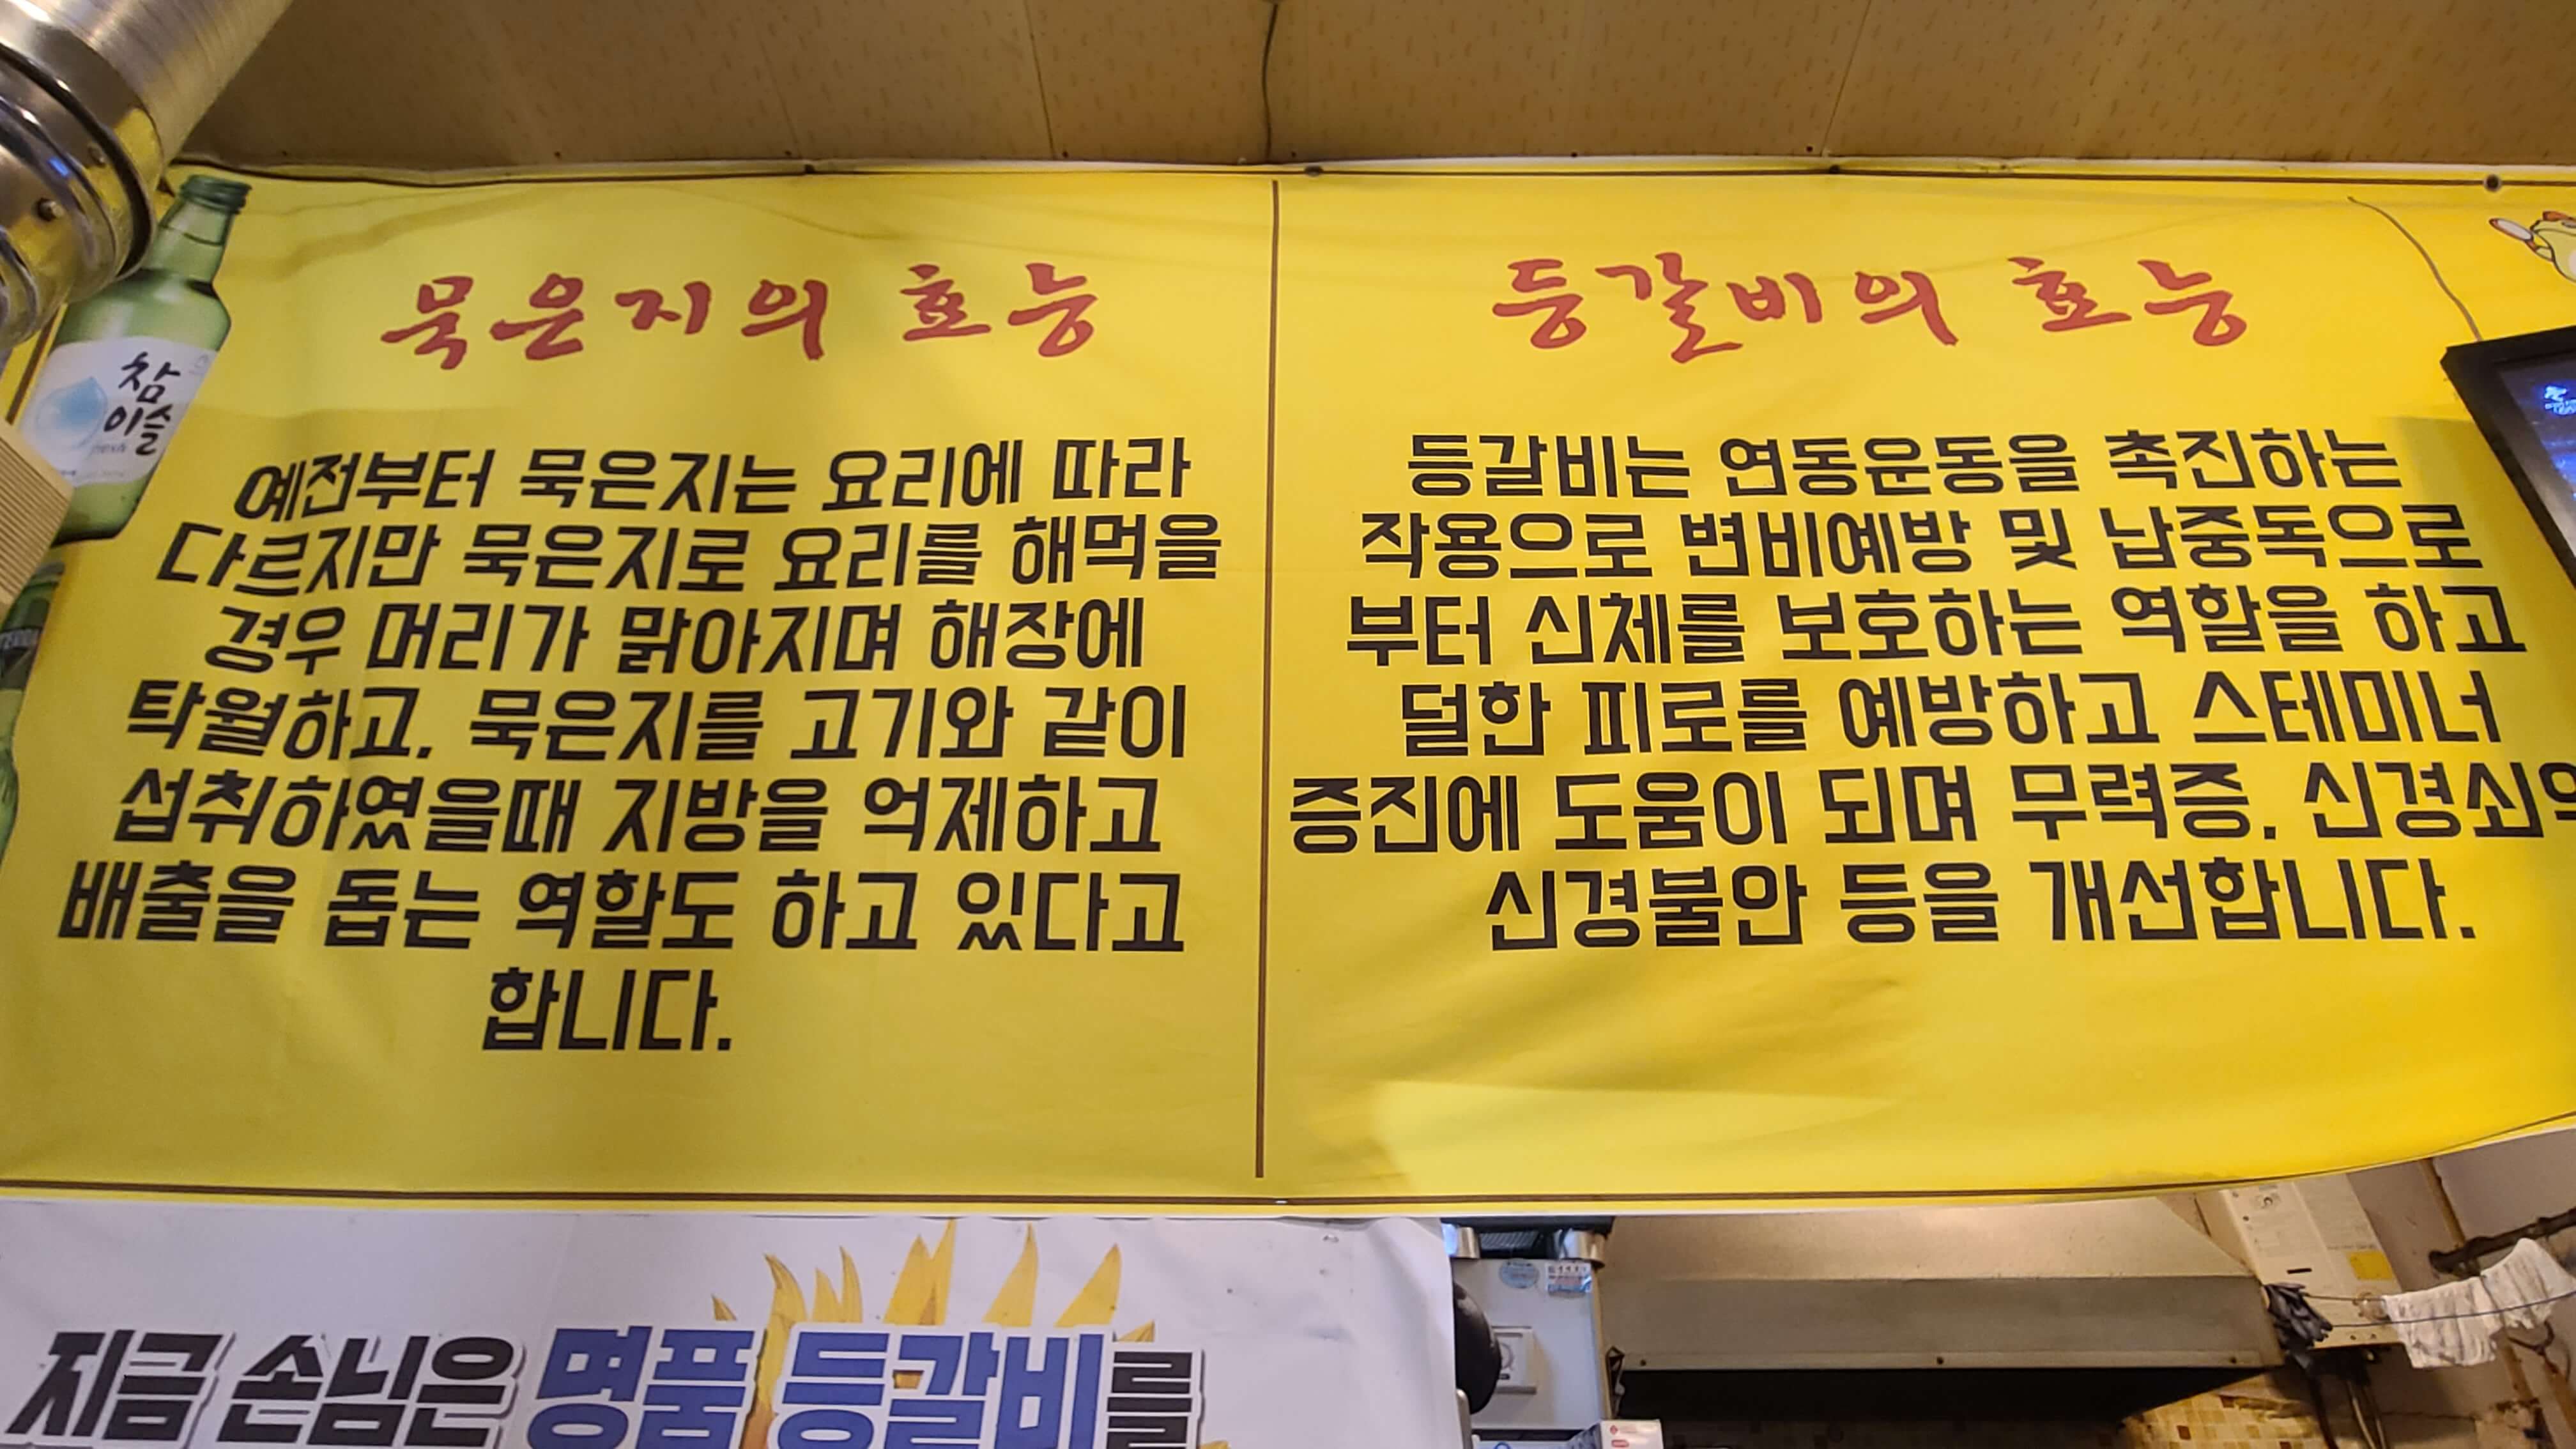 묵은지의 효능
예전부터 묵은지는 요리에 따라
다르지만 묵은지로 요리를 해먹을
경우 머리가 맑아지며 해장에
탁월하고, 묵은지를 고기와 같이
섭취하였을때 지방을 억제하고
배출을 돕는 역할도 하고 있다고
합니다.
등갈비의 효능
등갈비는 연동운동을 촉진하는
작용으로 변비예방 및 납중독으로
부터 신체를 보호하는 역할을 하고
덜한 피로를 예방하고 스테미너
증진에 도움이 되며 무력증, 신경쇠약
신경불안 등을 개선합니다.
참
이슬
fresh
지금 손님은 명품 등갈비를